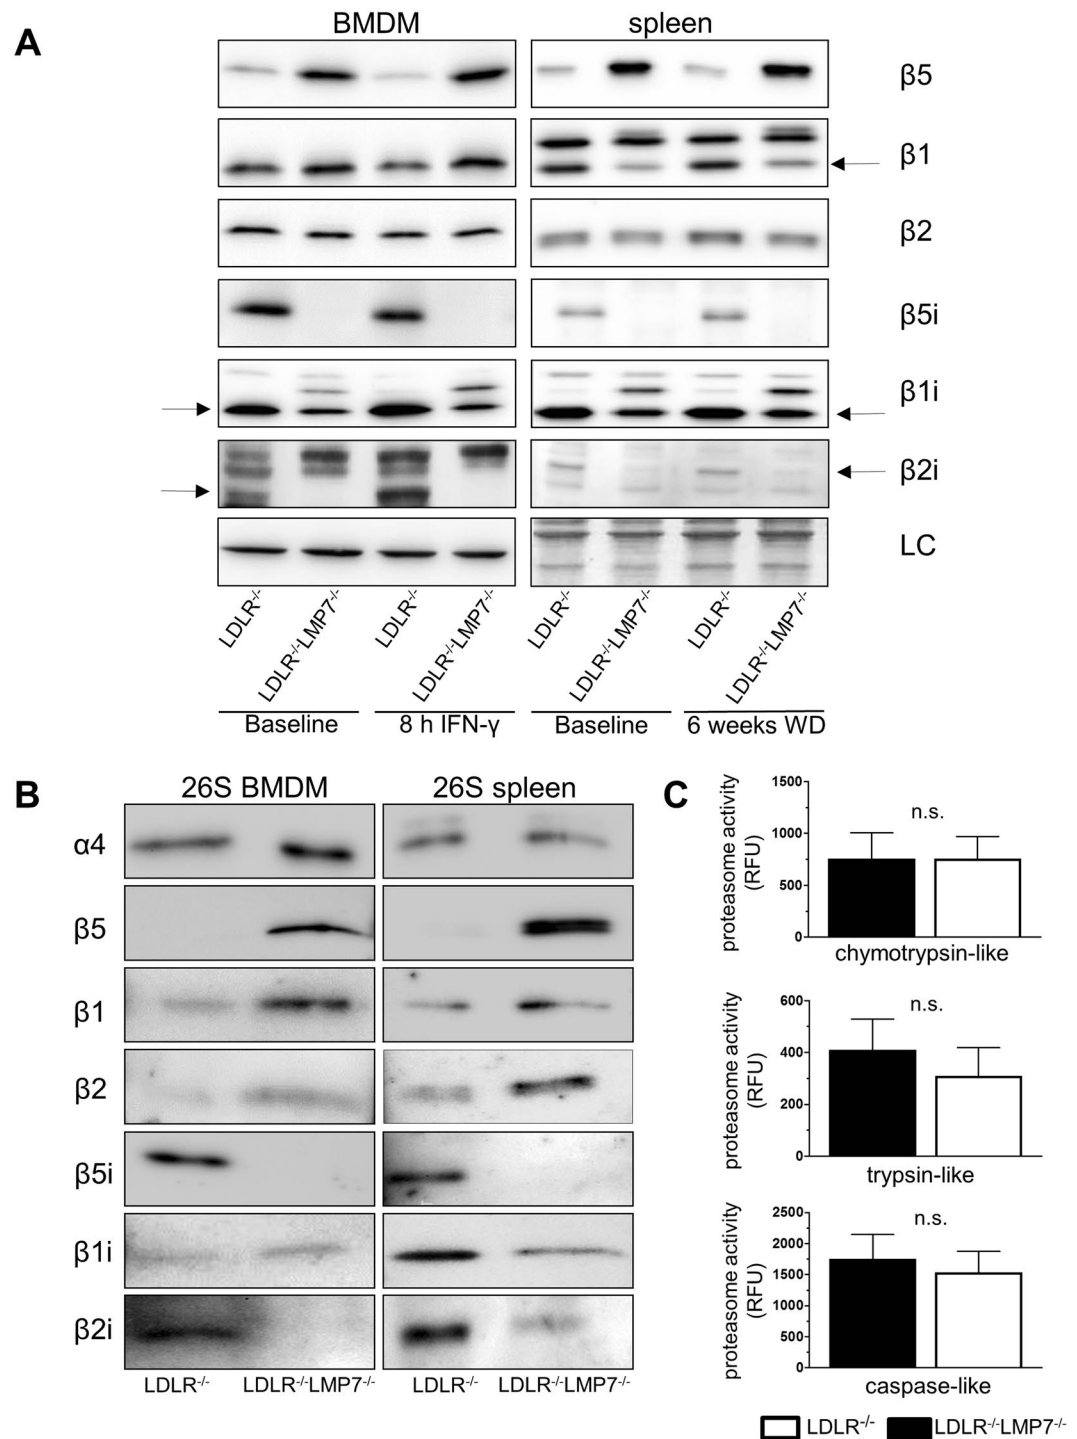 A
BMDM
spleen
β5
β1
β2
β5i
β1i
β2i
LC
LDLR-/-
LDLR-/-LMP7-/-
LDLR-/-
LDLR-/-LMP7-/-
LDLR-/-
LDLR-/-LMP7-/-
LDLR-/-
LDLR-/-LMP7-/-
Baseline
8 h IFN-γ
Baseline
6 weeks WD
B
26S BMDM
26S spleen
α4
β5
β1
β2
β5i
β1i
β2i
LDLR-/-
LDLR-/-LMP7-/-
LDLR-/-
LDLR-/-LMP7-/-
C
proteasome activity
(RFU)
1500
1000
500
0
n.s.
chymotrypsin-like
proteasome activity
(RFU)
600
400
200
0
n.s.
trypsin-like
proteasome activity
(RFU)
2500
2000
1500
1000
500
0
n.s.
caspase-like
LDLR-/-
LDLR-/-LMP7-/-